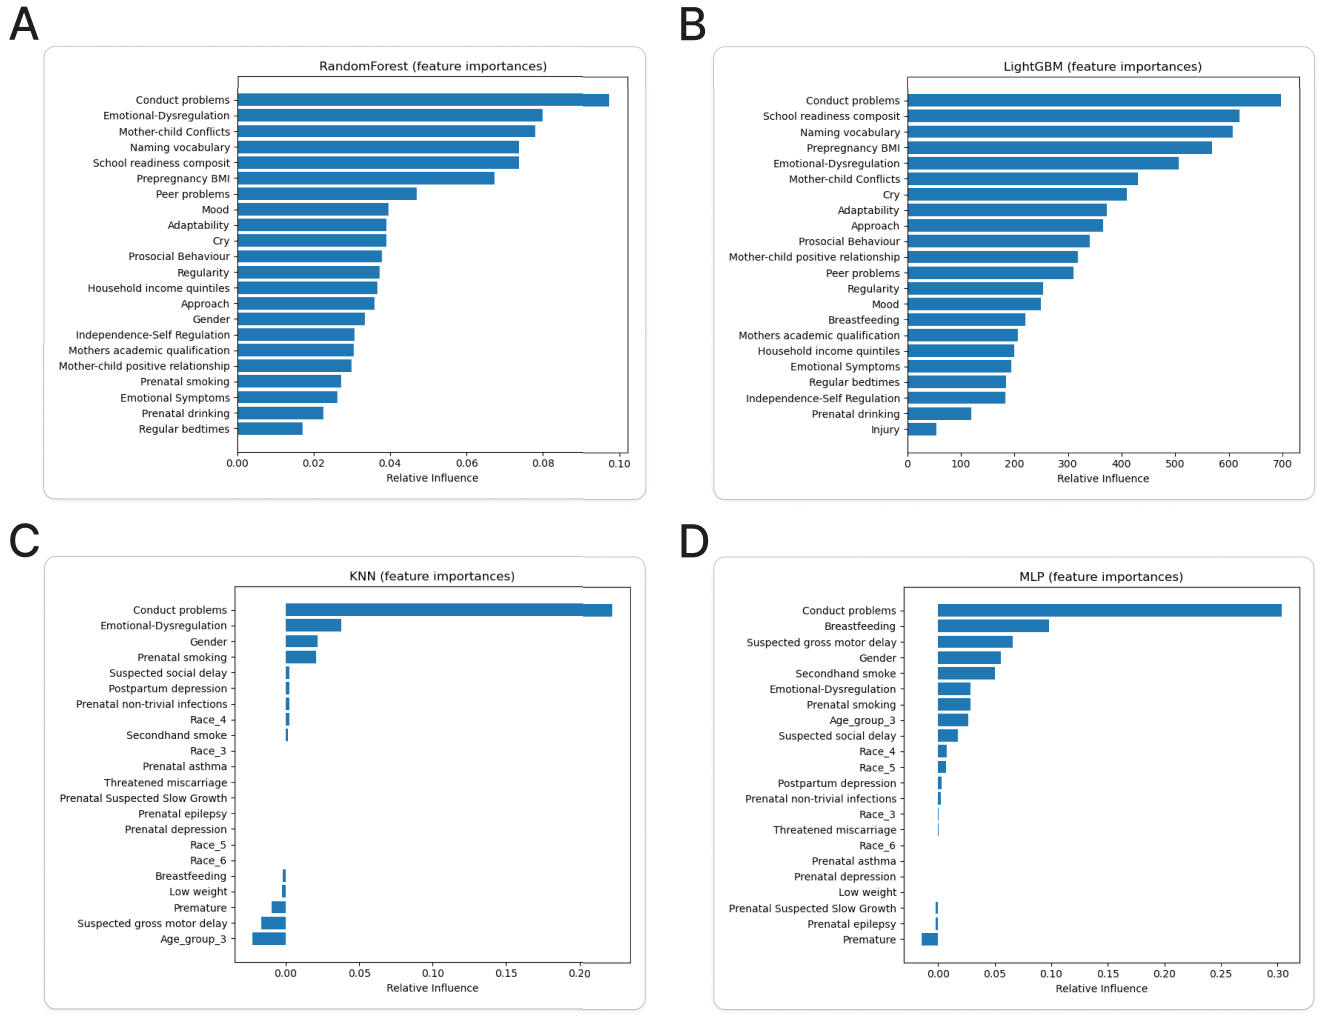 A
RandomForest (feature importances)
Conduct problems
Emotional-Dysregulation
Mother-child Conflicts
Naming vocabulary
School readiness composit
Prepregnancy BMI
Peer problems
Mood
Adaptability
Cry
Prosocial Behaviour
Regularity
Household income quintiles
Approach
Gender
Independence-Self Regulation
Mothers academic qualification
Mother-child positive relationship
Prenatal smoking
Emotional Symptoms
Prenatal drinking
Regular bedtimes
0.00 0.02 0.04 0.06 0.08 0.10
Relative Influence
B
LightGBM (feature importances)
Conduct problems
School readiness composit
Naming vocabulary
Prepregnancy BMI
Emotional-Dysregulation
Mother-child Conflicts
Cry
Adaptability
Approach
Prosocial Behaviour
Mother-child positive relationship
Peer problems
Regularity
Mood
Breastfeeding
Mothers academic qualification
Household income quintiles
Emotional Symptoms
Regular bedtimes
Independence-Self Regulation
Prenatal drinking
Injury
0 100 200 300 400 500 600 700
Relative Influence
C
KNN (feature importances)
Conduct problems
Emotional-Dysregulation
Gender
Prenatal smoking
Suspected social delay
Postpartum depression
Prenatal non-trivial infections
Race_4
Secondhand smoke
Race_3
Prenatal asthma
Threatened miscarriage
Prenatal Suspected Slow Growth
Prenatal epilepsy
Prenatal depression
Race_5
Race_6
Breastfeeding
Low weight
Premature
Suspected gross motor delay
Age_group_3
0.00 0.05 0.10 0.15 0.20
Relative Influence
D
MLP (feature importances)
Conduct problems
Breastfeeding
Suspected gross motor delay
Gender
Secondhand smoke
Emotional-Dysregulation
Prenatal smoking
Age_group_3
Suspected social delay
Race_4
Race_5
Postpartum depression
Prenatal non-trivial infections
Race_3
Threatened miscarriage
Race_6
Prenatal asthma
Prenatal depression
Low weight
Prenatal Suspected Slow Growth
Prenatal epilepsy
Premature
0.00 0.05 0.10 0.15 0.20 0.25 0.30
Relative Influence